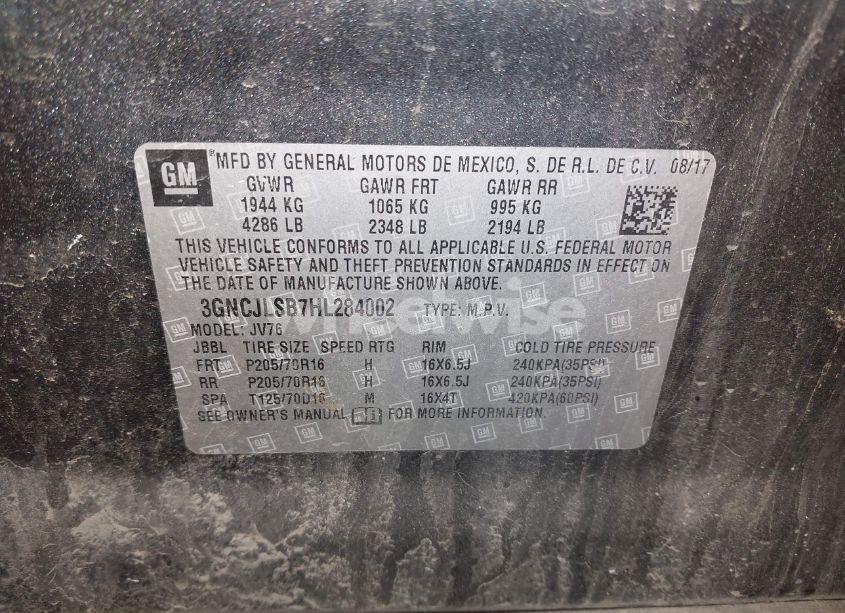 GM
® MFD BY GENERAL MOTORS DE MEXICO, S. DE R.L. DE C.V. 08/17
GVWR GAWR FRT GAWR RR
1944 KG 1065 KG 995 KG
4286 LB 2348 LB 2194 LB
THIS VEHICLE CONFORMS TO ALL APPLICABLE U.S. FEDERAL MOTOR
VEHICLE SAFETY AND THEFT PREVENTION STANDARDS IN EFFECT ON
THE DATE OF MANUFACTURE SHOWN ABOVE.
3GNCJLSB7HL284002 TYPE: M.P.V.
MODEL: JV76
JBBL TIRE SIZE SPEED RTG RIM COLD TIRE PRESSURE
FRT P205/70R16 H 16X6.5J 240KPA(35PSI)
RR P205/70R16 H 16X6.5J 240KPA(35PSI)
SPA T125/70D16 M 16X4T 420KPA(60PSI)
SEE OWNER'S MANUAL FOR MORE INFORMATION.